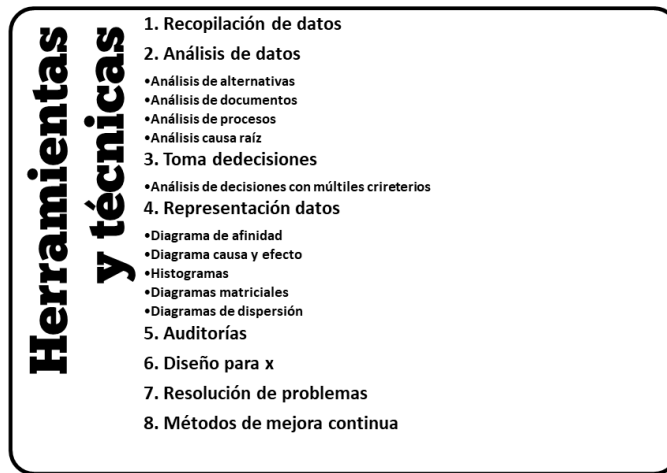 Herramientas
y técnicas
1. Recopilación de datos
2. Análisis de datos
•Análisis de alternativas
•Análisis de documentos
•Análisis de procesos
•Análisis causa raíz
3. Toma dedecisiones
•Análisis de decisiones con múltiles crireterios
4. Representación datos
•Diagrama de afinidad
•Diagrama causa y efecto
•Histogramas
•Diagramas matriciales
•Diagramas de dispersión
5. Auditorías
6. Diseño para x
7. Resolución de problemas
8. Métodos de mejora continua